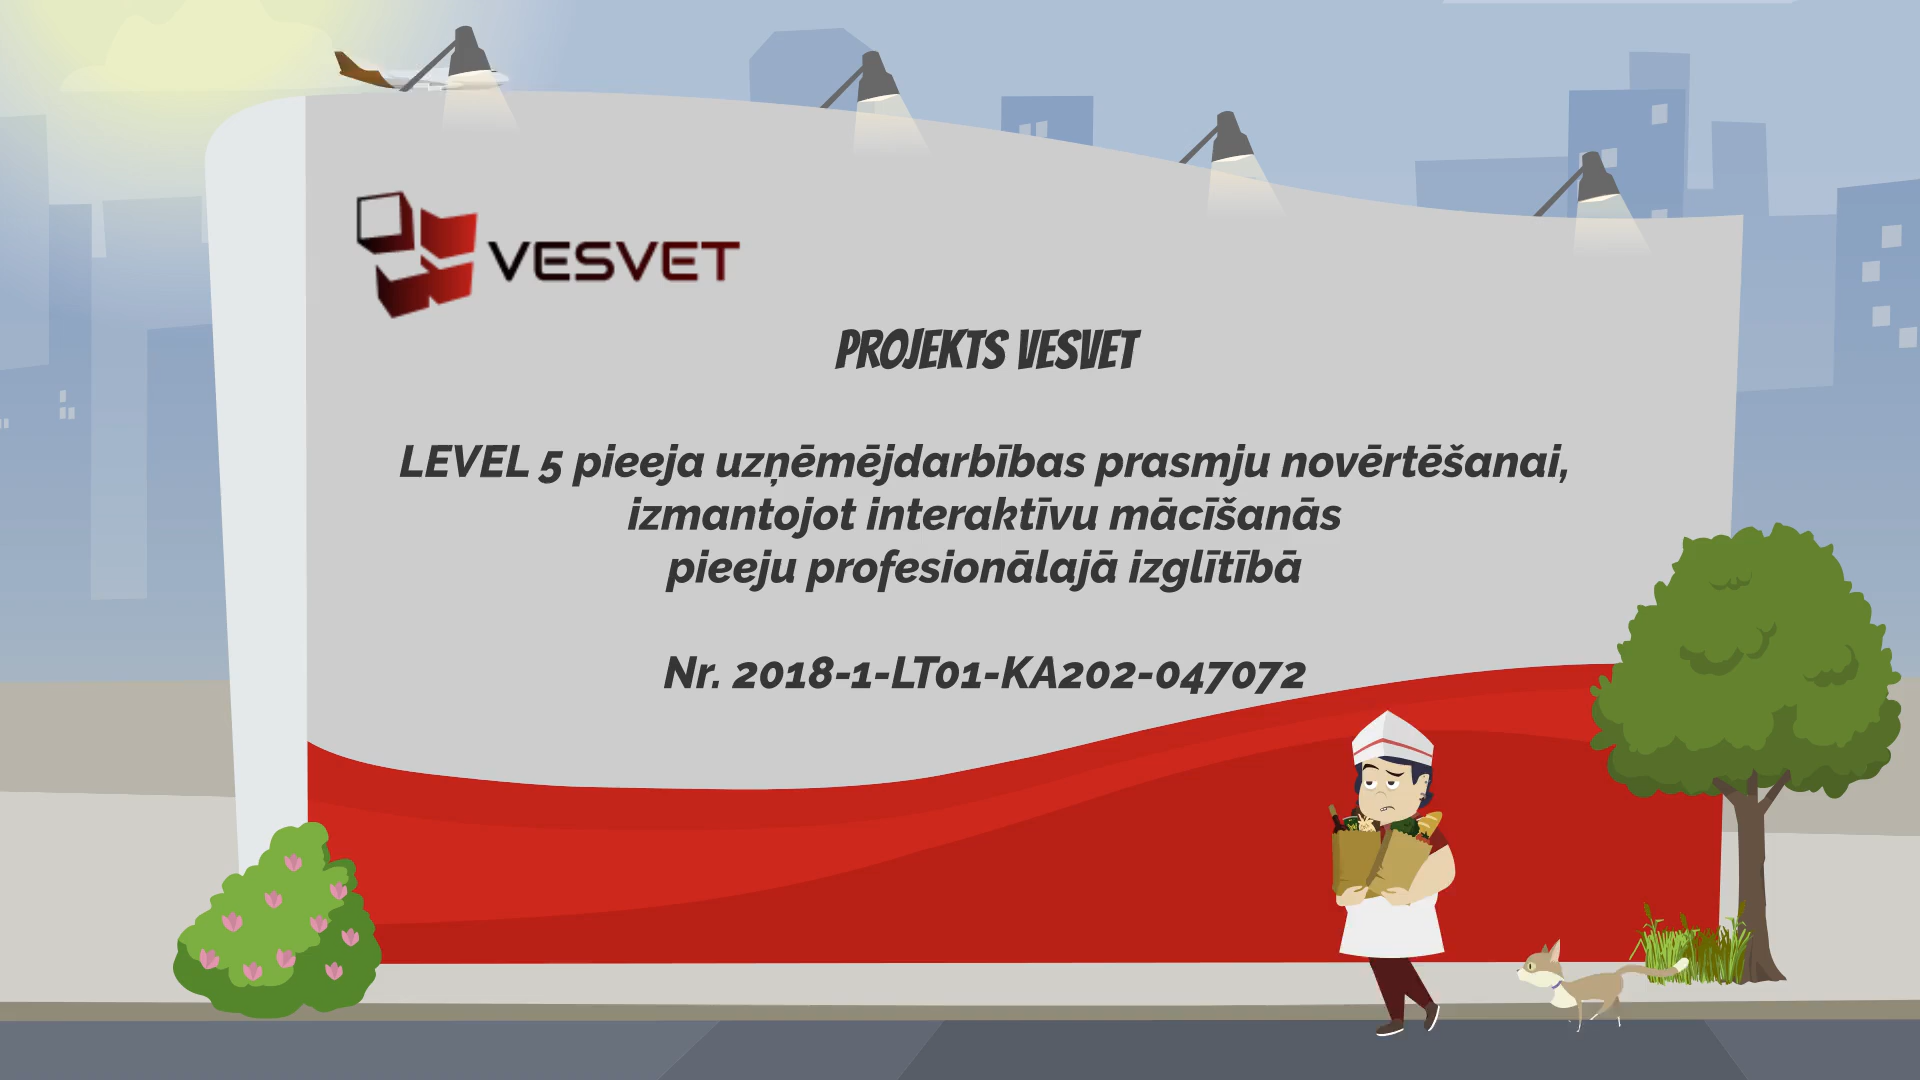 VESVET
PROJEKTS VESVET
LEVEL 5 pieeja uzņēmējdarbības prasmju novērtēšanai,
izmantojot interaktīvu mācīšanās
pieeju profesionālajā izglītībā
Nr. 2018-1-LT01-KA202-047072